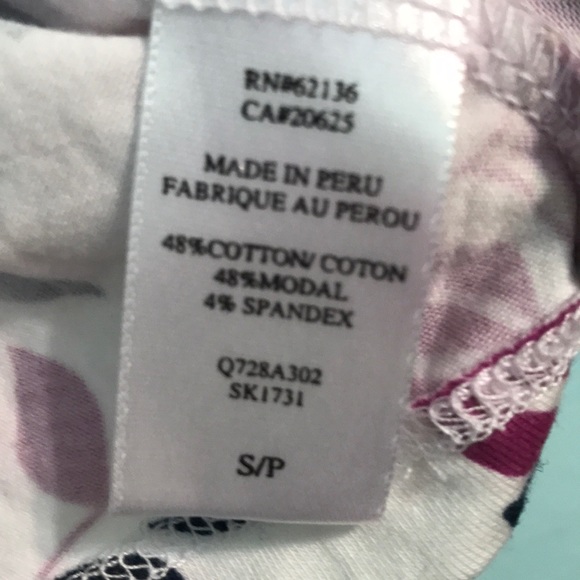 RN#62136
CA#20625
MADE IN PERU
FABRIQUE AU PEROU
48%COTTON/ COTON
48%MODAL
4% SPANDEX
Q728A302
SK1731
S/P